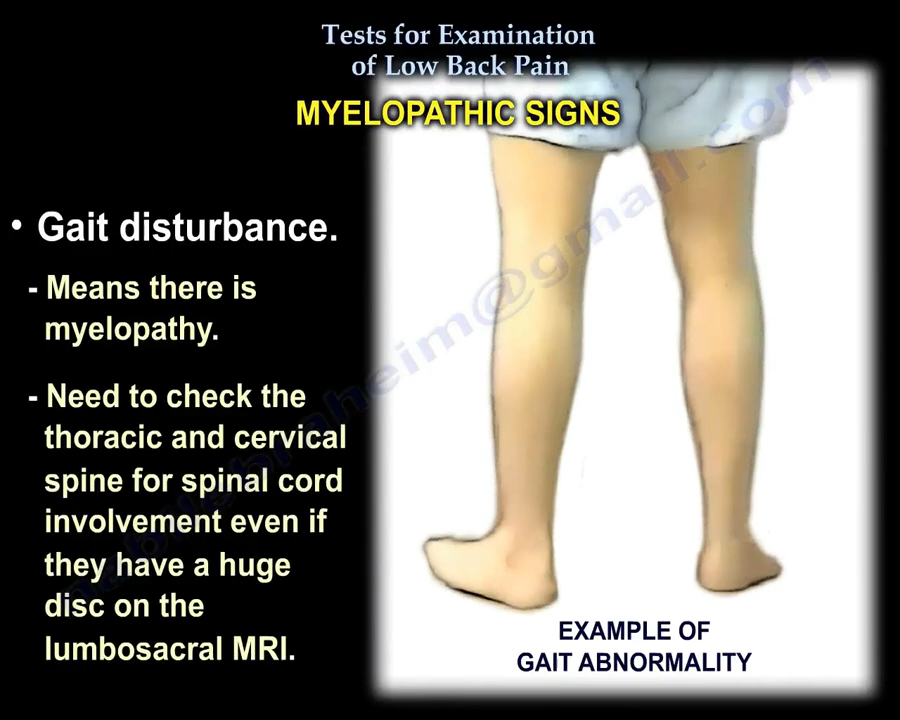 Tests for Examination
of Low Back Pain
MYELOPATHIC SIGNS
• Gait disturbance.
- Means there is
myelopathy.
- Need to check the
thoracic and cervical
spine for spinal cord
involvement even if
they have a huge
disc on the
lumbosacral MRI.
EXAMPLE OF
GAIT ABNORMALITY
@gmail.com